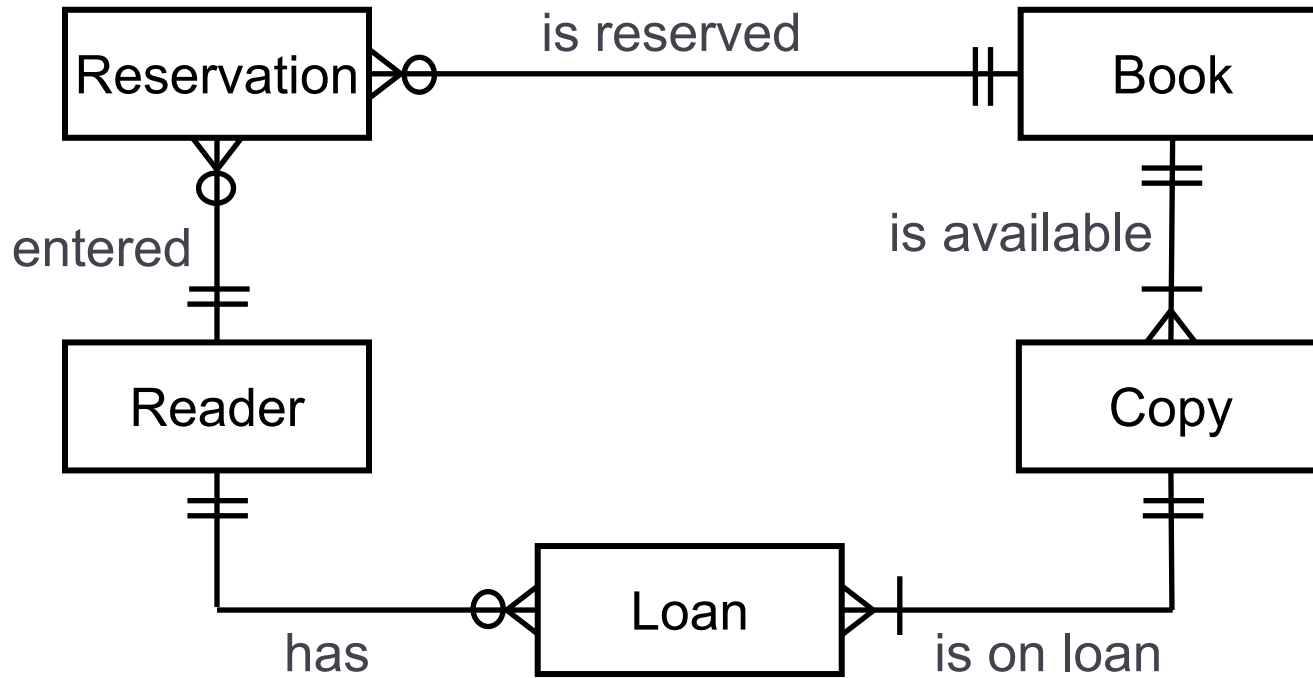 is reserved
Reservation
Book
entered
is available
Reader
Copy
Loan
has
is on loan